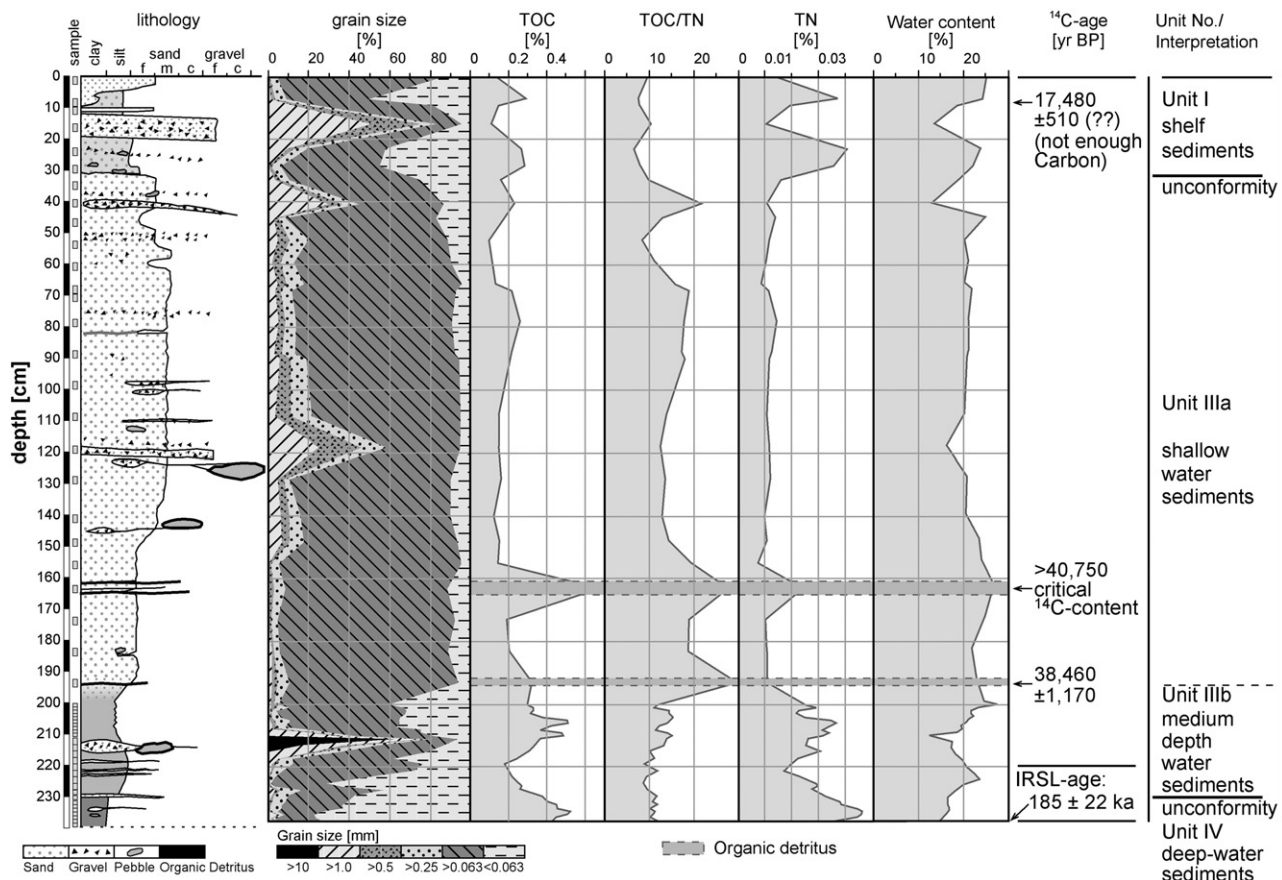 lithology
grain size
[%]
TOC
[%]
TOC/TN
TN
[%]
Water content
[%]
¹⁴C-age
[yr BP]
Unit No./
Interpretation
sample
clay
silt
sand
f m c
gravel
f c
0 20 40 60 80
0 0.2 0.4
0 10 20
0 0.01 0.03
0 10 20
depth [cm]
0
10
20
30
40
50
60
70
80
90
100
110
120
130
140
150
160
170
180
190
200
210
220
230
17,480
±510 (??)
(not enough
Carbon)
>40,750
critical
¹⁴C-content
38,460
±1,170
IRSL-age:
185 ± 22 ka
Unit I
shelf
sediments
unconformity
Unit IIIa
shallow
water
sediments
Unit IIIb
medium
depth
water
sediments
unconformity
Unit IV
deep-water
sediments
Sand Gravel Pebble Organic Detritus
Grain size [mm]
>10 >1.0 >0.5 >0.25 >0.063 <0.063
Organic detritus